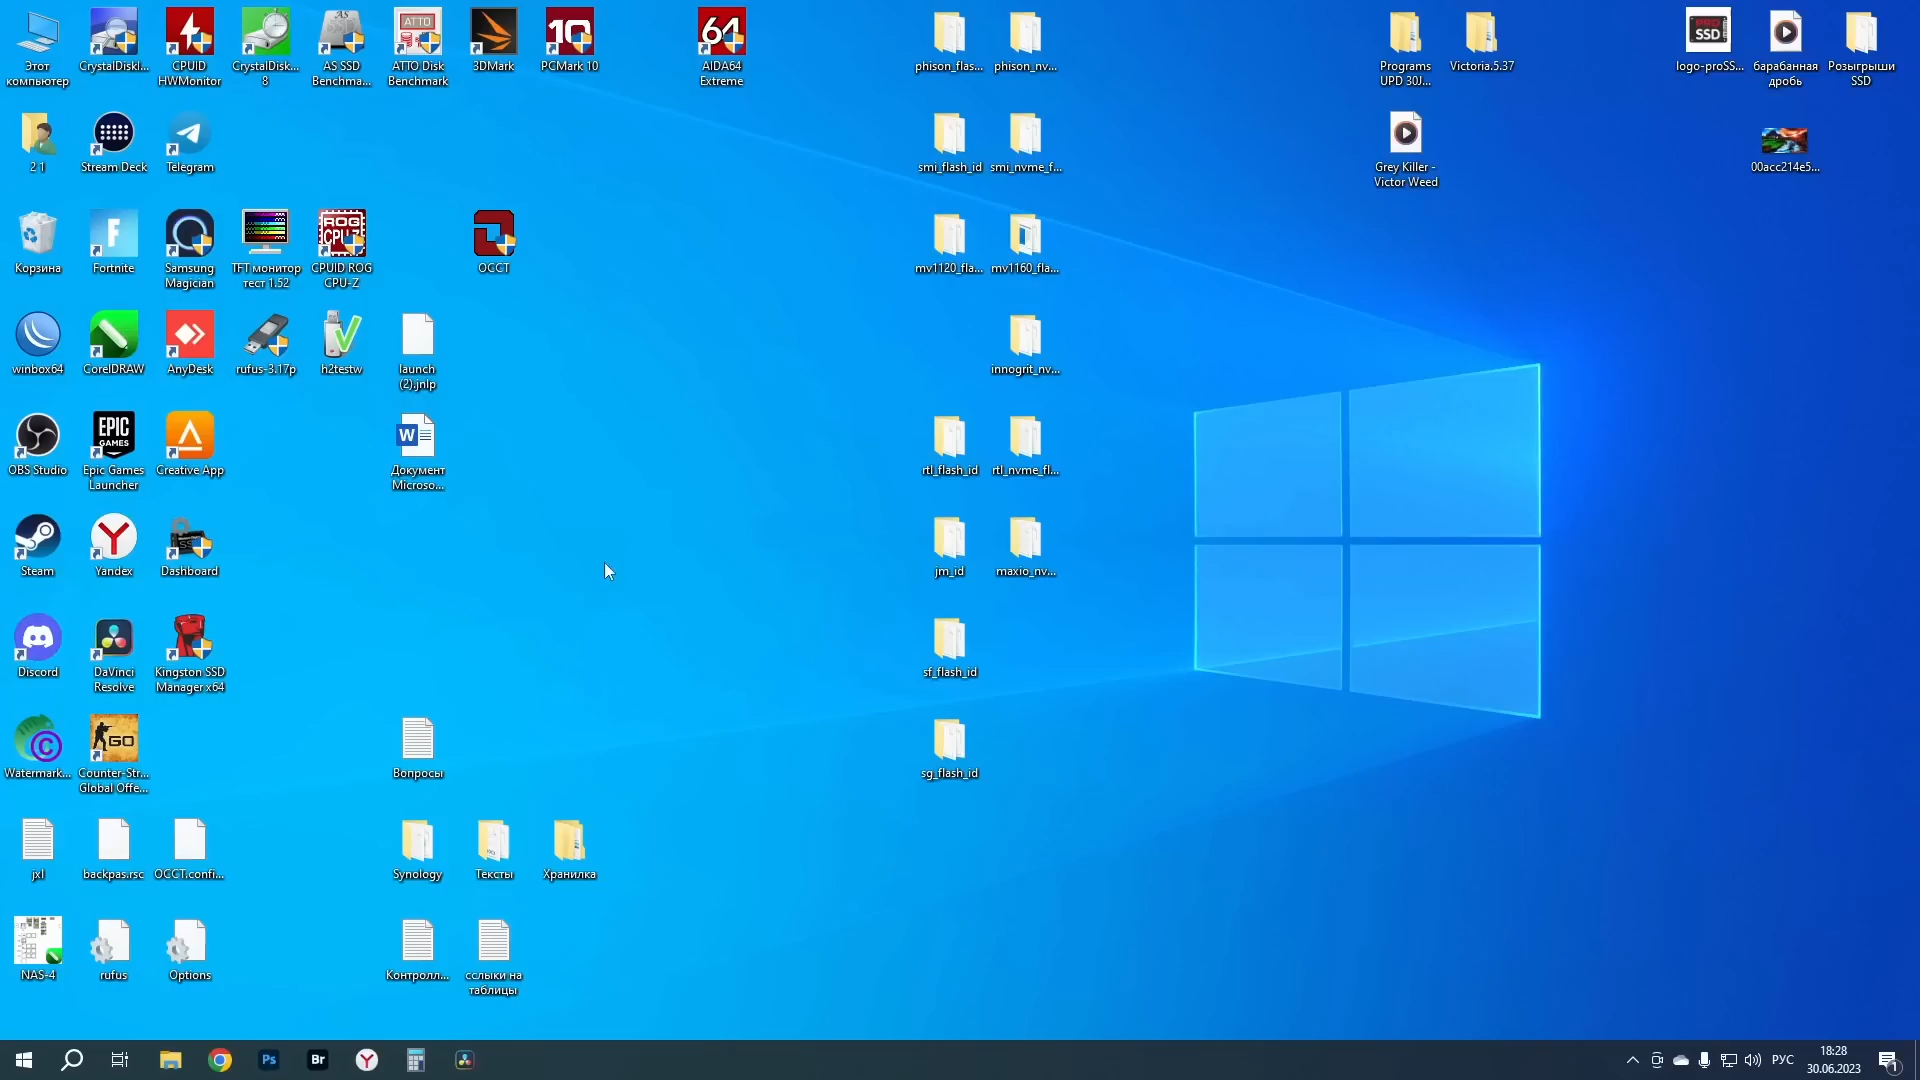 Этот компьютер
CrystalDiskI...
CPUID HWMonitor
CrystalDisk... 8
AS SSD Benchma...
ATTO Disk Benchmark
3DMark
PCMark 10
AIDA64 Extreme
phison_flas...
phison_nv...
Programs UPD 30J...
Victoria.5.37
logo-proSS...
барабанная дробь
Розыгрыши SSD
2 1
Stream Deck
Telegram
smi_flash_id
smi_nvme_f...
Grey Killer - Victor Weed
00acc214e5...
Корзина
Fortnite
Samsung Magician
TFT монитор тест 1.52
CPUID ROG CPU-Z
OCCT
mv1120_fla...
mv1160_fla...
winbox64
CorelDRAW
AnyDesk
rufus-3.17p
h2testw
launch (2).jnlp
innogrit_nv...
OBS Studio
Epic Games Launcher
Creative App
Документ Microso...
rtl_flash_id
rtl_nvme_fl...
Steam
Yandex
Dashboard
jm_id
maxio_nv...
Discord
DaVinci Resolve
Kingston SSD Manager x64
sf_flash_id
Watermark...
Counter-Str... Global Offe...
Вопросы
sg_flash_id
jxl
backpas.rsc
OCCT.confi...
Synology
Тексты
Хранилка
NAS-4
rufus
Options
Контролл...
сслыки на таблицы
Ps
Br
РУС
18:28
30.06.2023
1